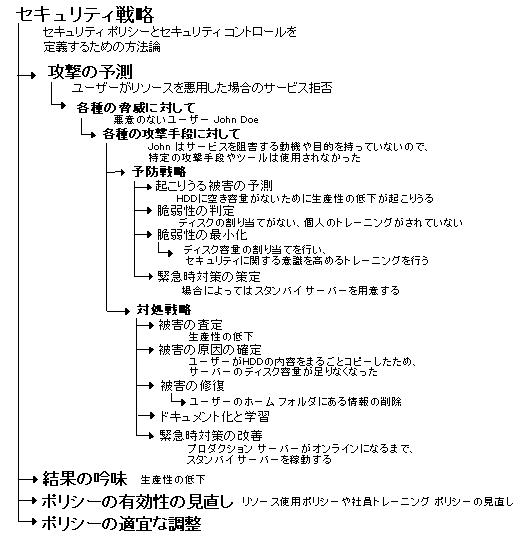 セキュリティ戦略
セキュリティ ポリシーとセキュリティ コントロールを
定義するための方法論
攻撃の予測
ユーザーがリソースを悪用した場合のサービス拒否
各種の脅威に対して
悪意のないユーザー John Doe
各種の攻撃手段に対して
John はサービスを阻害する動機や目的を持っていないので、
特定の攻撃手段やツールは使用されなかった
予防戦略
起こりうる被害の予測
HDDに空き容量がないために生産性の低下が起こりうる
脆弱性の判定
ディスクの割り当てがない、個人のトレーニングがされていない
脆弱性の最小化
ディスク容量の割り当てを行い、
セキュリティに関する意識を高めるトレーニングを行う
緊急時対策の策定
場合によってはスタンバイ サーバーを用意する
対処戦略
被害の査定
生産性の低下
被害の原因の確定
ユーザーがHDDの内容をまるごとコピーしたため、
サーバーのディスク容量が足りなくなった
被害の修復
ユーザーのホーム フォルダにある情報の削除
ドキュメント化と学習
緊急時対策の改善
プロダクション サーバーがオンラインになるまで、
スタンバイ サーバーを稼動する
結果の吟味 生産性の低下
ポリシーの有効性の見直し リソース使用ポリシーや社員トレーニング ポリシーの見直し
ポリシーの適宜な調整